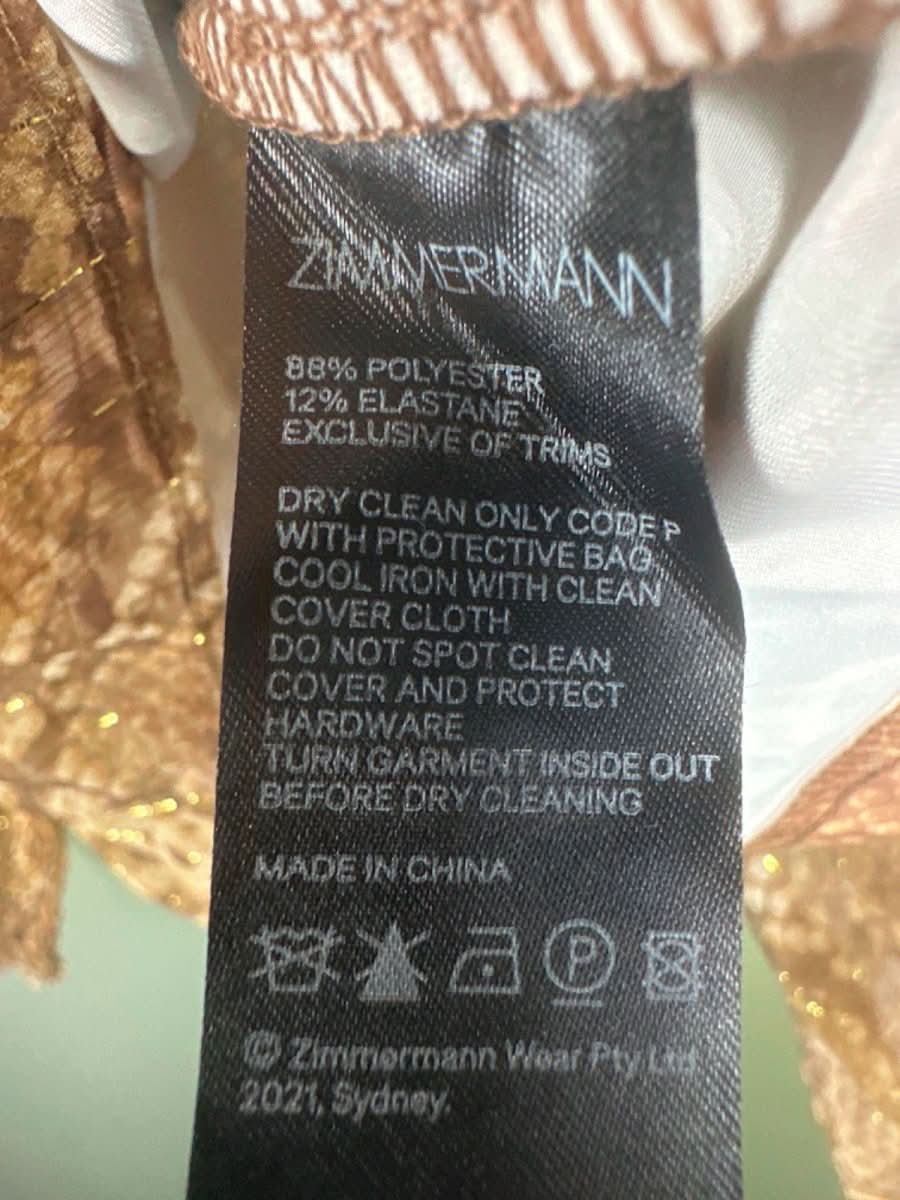 ZIMMERMANN
88% POLYESTER
12% ELASTANE
EXCLUSIVE OF TRIMS
DRY CLEAN ONLY CODE P
WITH PROTECTIVE BAG
COOL IRON WITH CLEAN
COVER CLOTH
DO NOT SPOT CLEAN
COVER AND PROTECT
HARDWARE
TURN GARMENT INSIDE OUT
BEFORE DRY CLEANING
MADE IN CHINA
P
© Zimmermann Wear Pty Ltd
2021, Sydney.